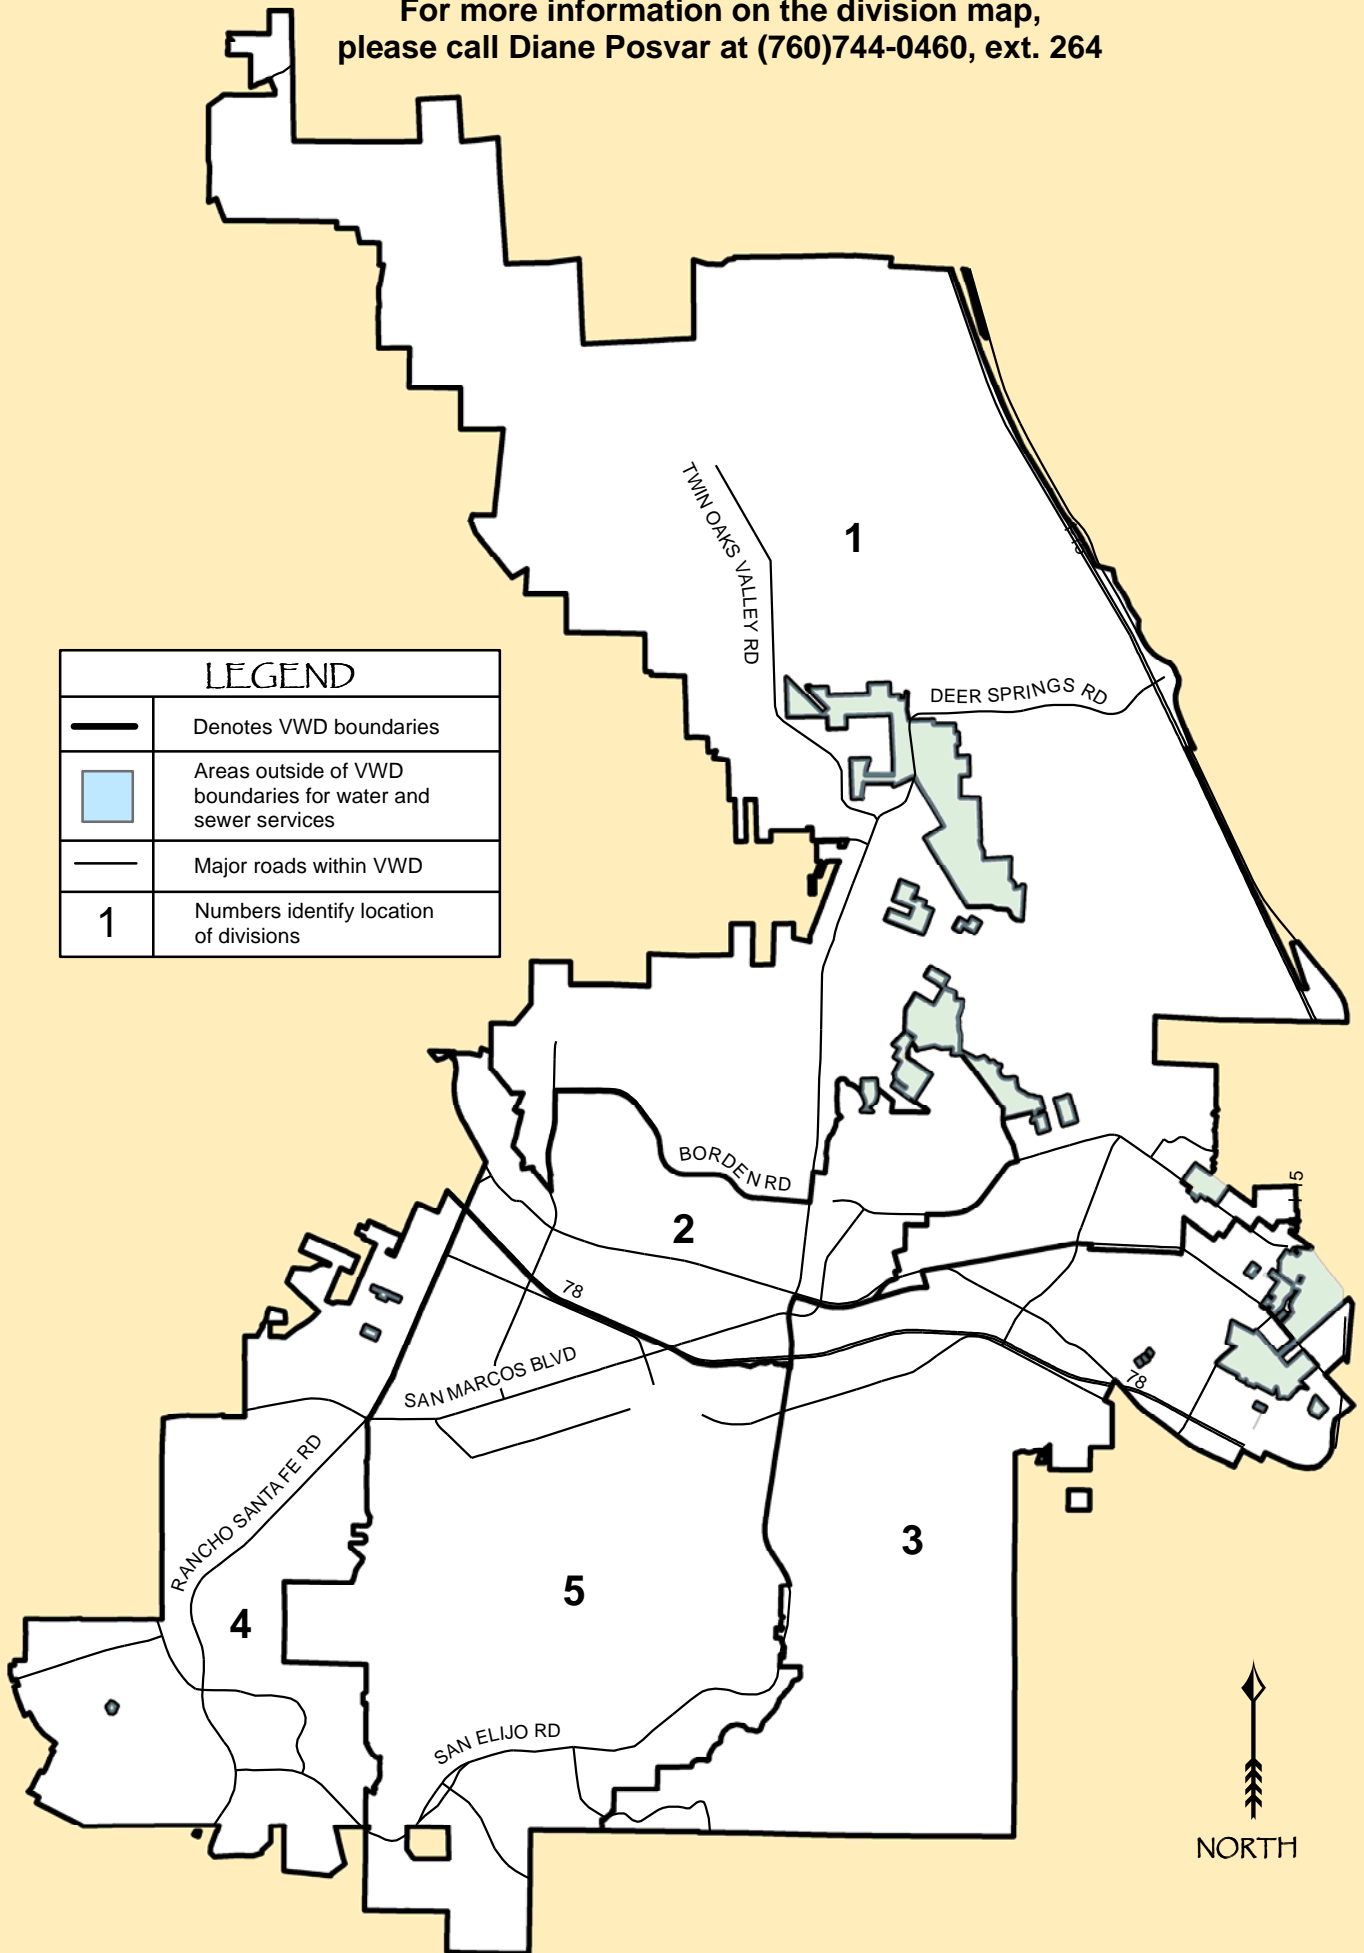 For more information on the division map,
please call Diane Posvar at (760)744-0460, ext. 264
TWIN OAKS VALLEY RD
1
DEER SPRINGS RD
LEGEND
Denotes VWD boundaries
Areas outside of VWD
boundaries for water and
sewer services
Major roads within VWD
1
Numbers identify location
of divisions
BORDEN RD
2
I-15
78
SAN MARCOS BLVD
78
RANCHO SANTA FE RD
3
5
4
SAN ELIJO RD
NORTH